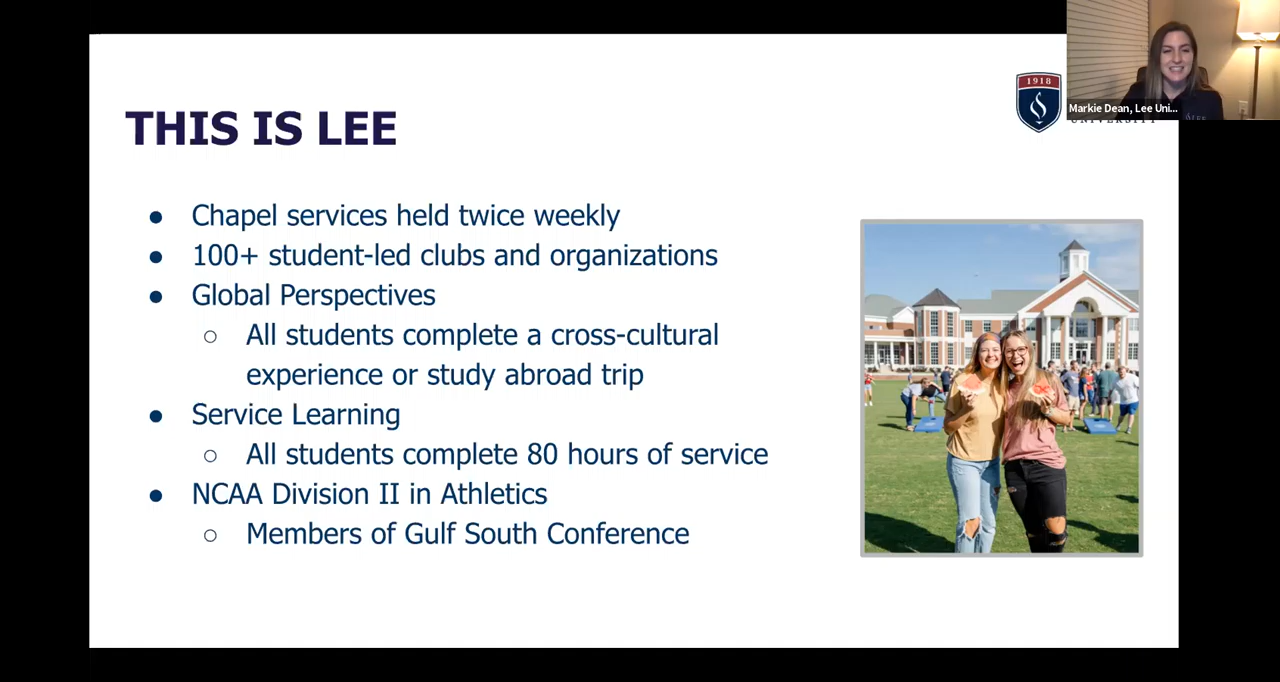 1918
Markie Dean, Lee Uni...
UNIVERSITY
LEE
THIS IS LEE
● Chapel services held twice weekly
● 100+ student-led clubs and organizations
● Global Perspectives
○ All students complete a cross-cultural
experience or study abroad trip
● Service Learning
○ All students complete 80 hours of service
● NCAA Division II in Athletics
○ Members of Gulf South Conference